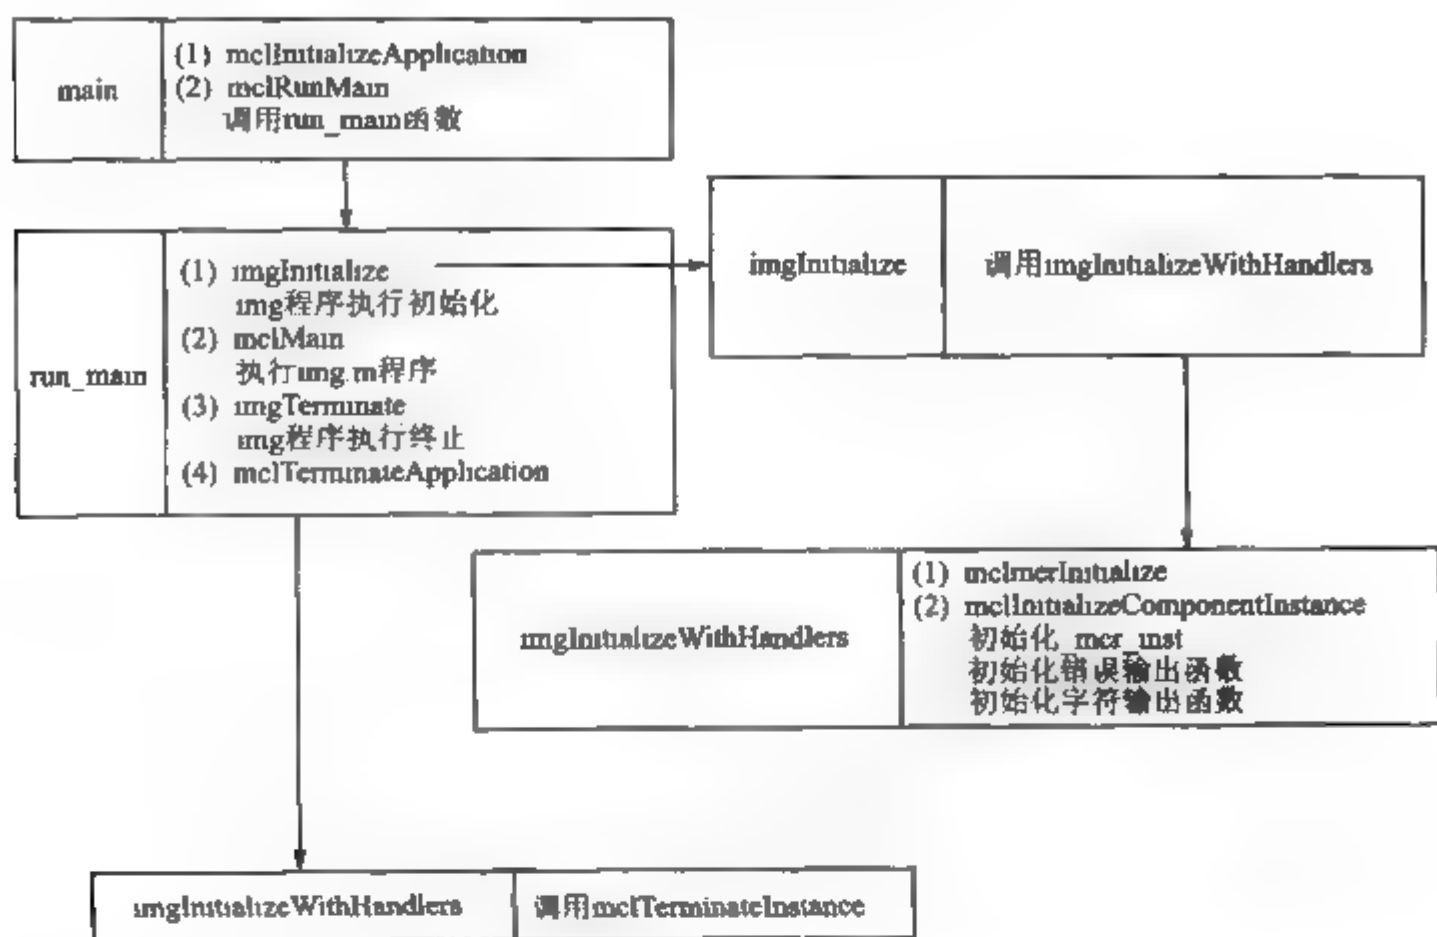 main
(1) mclInitializeApplication
(2) mclRunMain
调用run_main函数
run_main
(1) imgInitialize
img程序执行初始化
(2) mclMain
执行img.m程序
(3) imgTerminate
img程序执行终止
(4) mclTerminateApplication
imgInitialize
调用imgInitializeWithHandlers
imgInitializeWithHandlers
(1) mclmcrInitialize
(2) mclInitializeComponentInstance
初始化_mcr_inst
初始化错误输出函数
初始化字符输出函数
imgInitializeWithHandlers
调用mclTerminateInstance